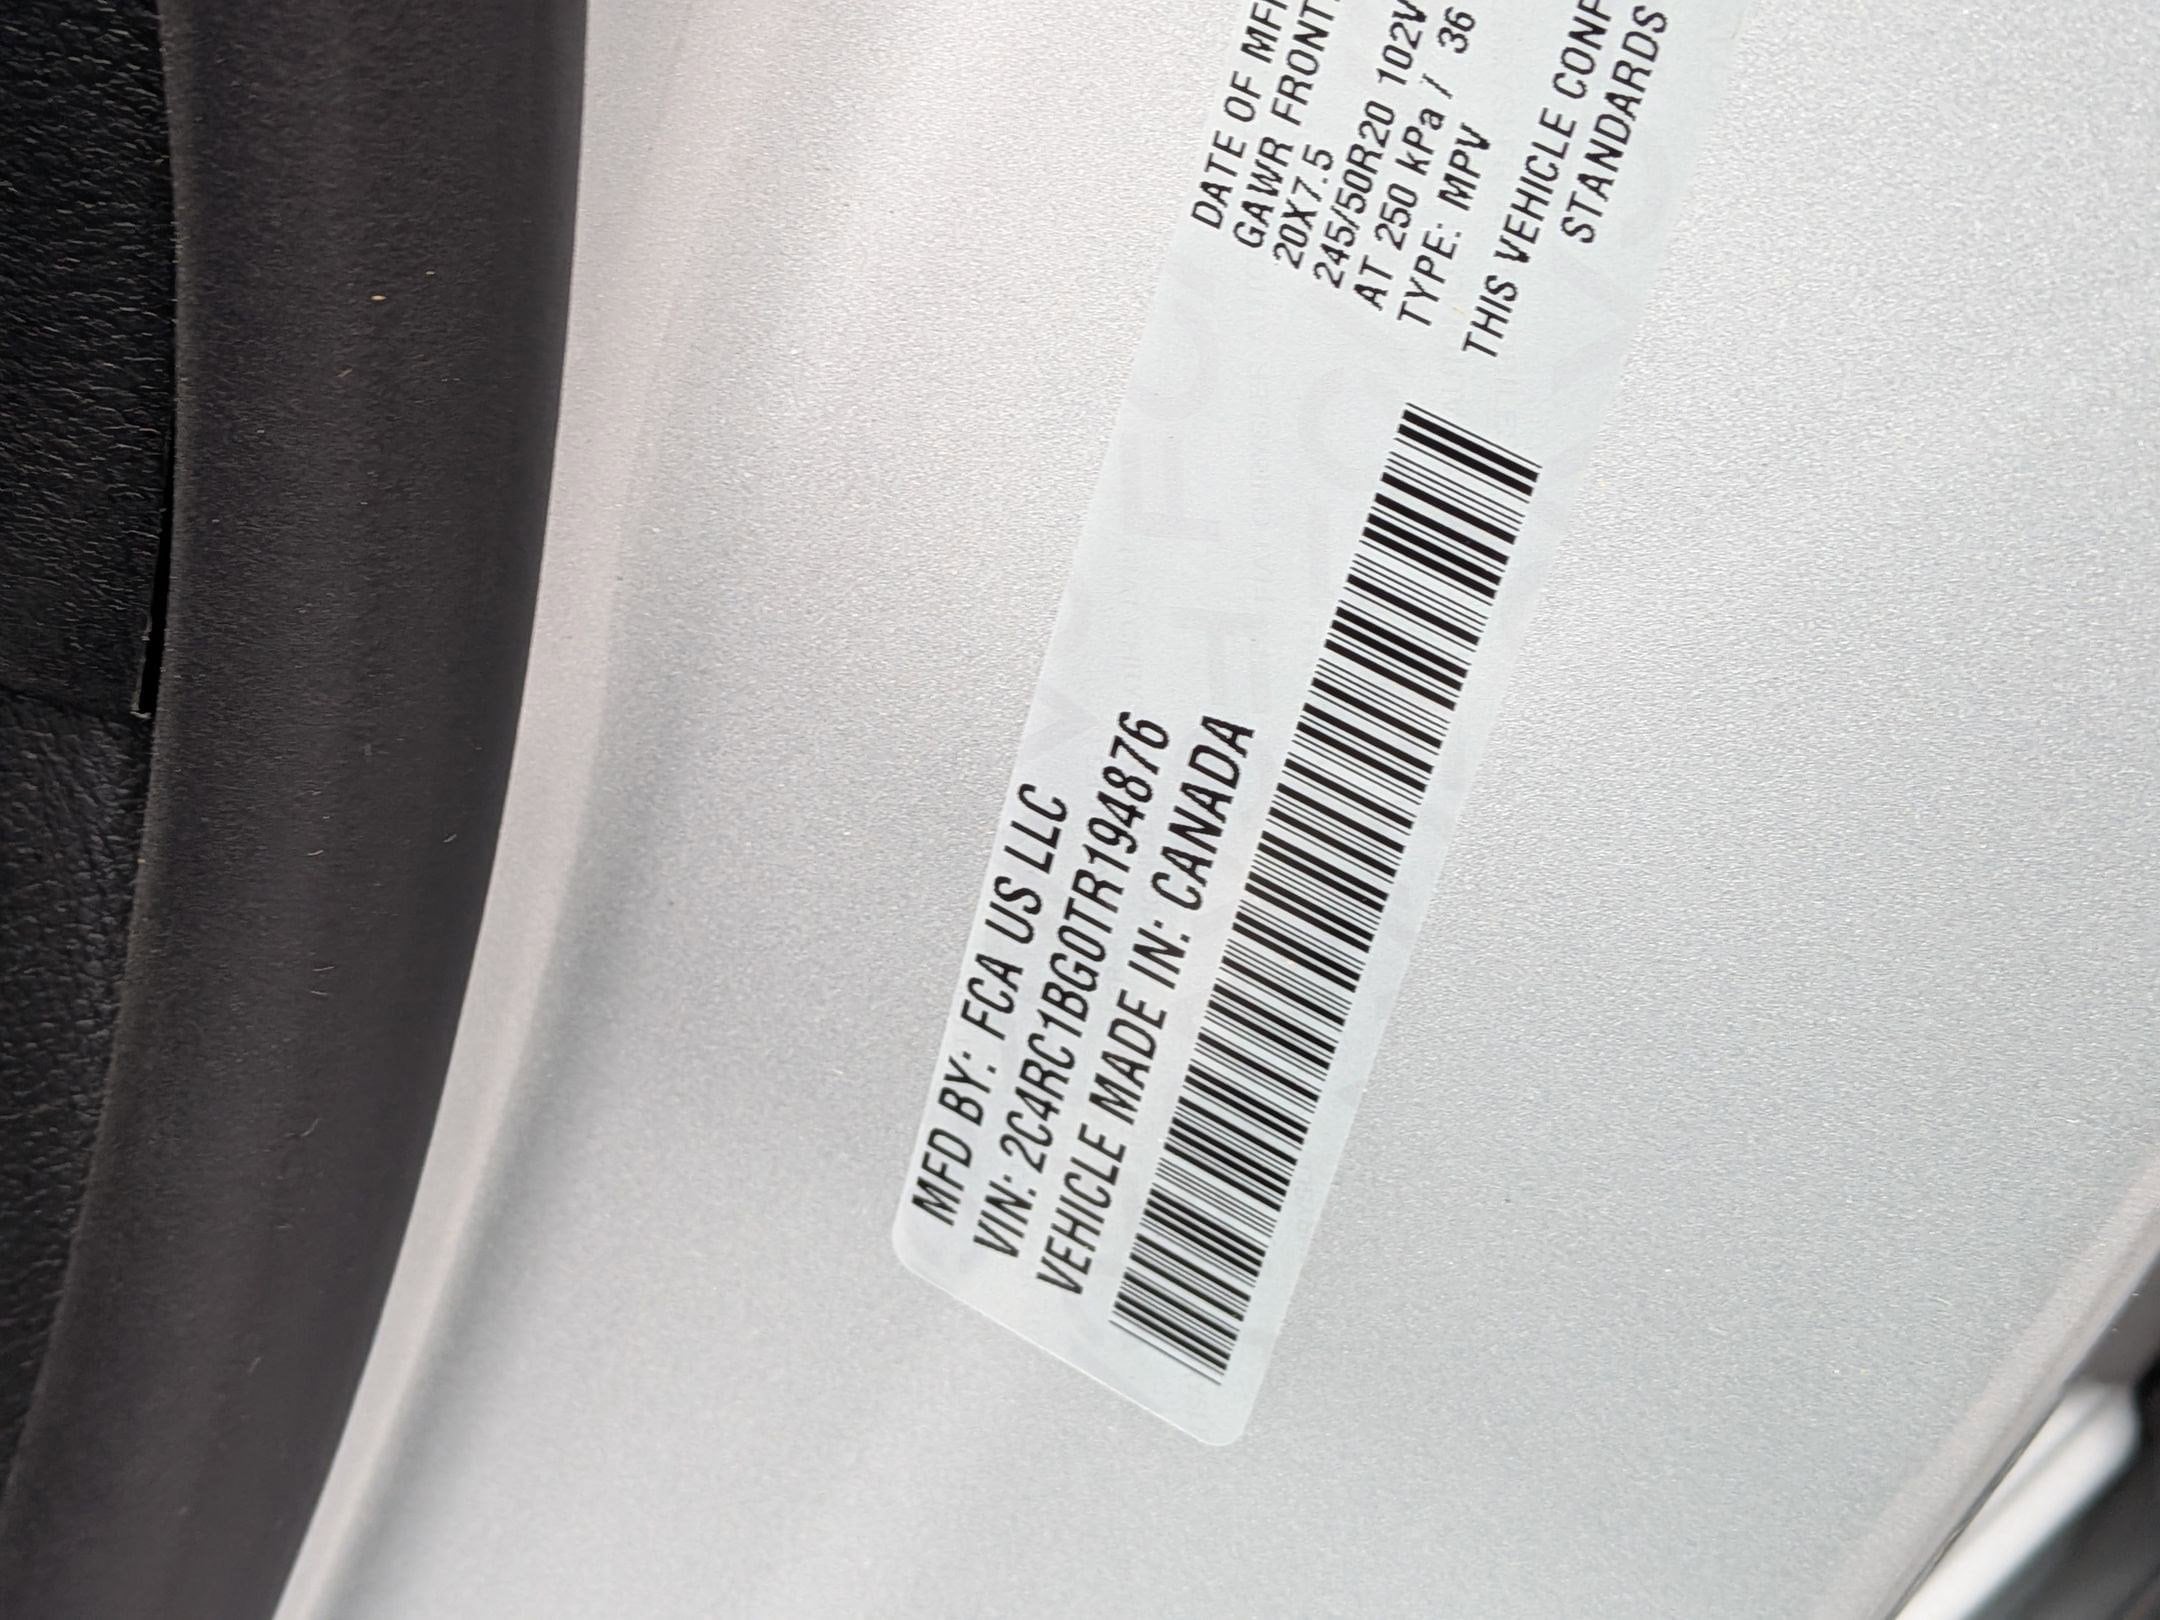 MFD BY: FCA US LLC
VIN: 2C4RC1BG0TR194876
VEHICLE MADE IN: CANADA
DATE OF MFR
GAWR FRONT:
20X7.5
245/50R20 102V
AT 250 kPa / 36
TYPE: MPV
THIS VEHICLE CONF
STANDARDS